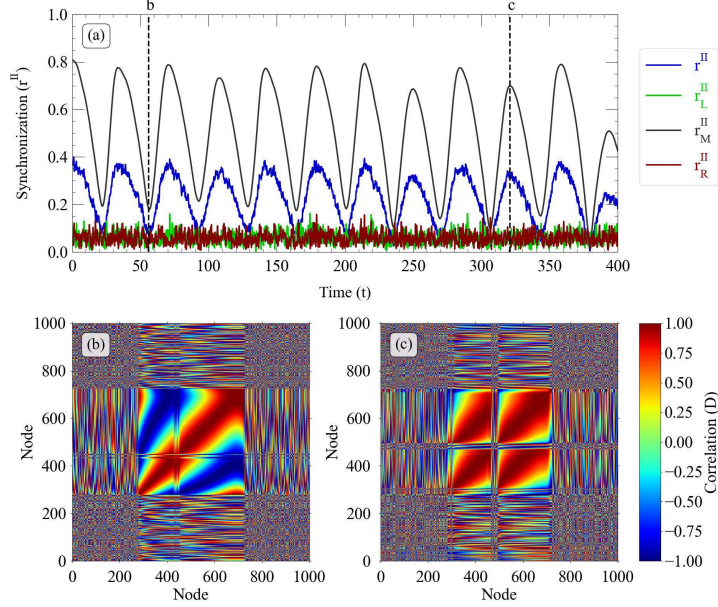 b c
1.0
(a)
0.8
0.6
0.4
0.2
0.0
Synchronization (r^II)
0 50 100 150 200 250 300 350 400
Time (t)
r^II
r_L^II
r_M^II
r_R^II
1000
(b)
800
600
400
200
0
Node
0 200 400 600 800 1000
Node
1000
(c)
800
600
400
200
0
Node
0 200 400 600 800 1000
Node
1.00
0.75
0.50
0.25
0.00
−0.25
−0.50
−0.75
−1.00
Correlation (D)